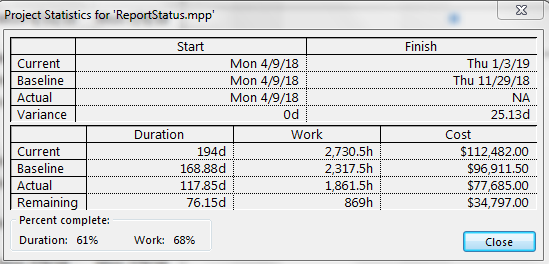 Project Statistics for 'ReportStatus.mpp'
Start Finish
Current Mon 4/9/18 Thu 1/3/19
Baseline Mon 4/9/18 Thu 11/29/18
Actual Mon 4/9/18 NA
Variance 0d 25.13d
Duration Work Cost
Current 194d 2,730.5h $112,482.00
Baseline 168.88d 2,317.5h $96,911.50
Actual 117.85d 1,861.5h $77,685.00
Remaining 76.15d 869h $34,797.00
Percent complete:
Duration: 61% Work: 68%
Close